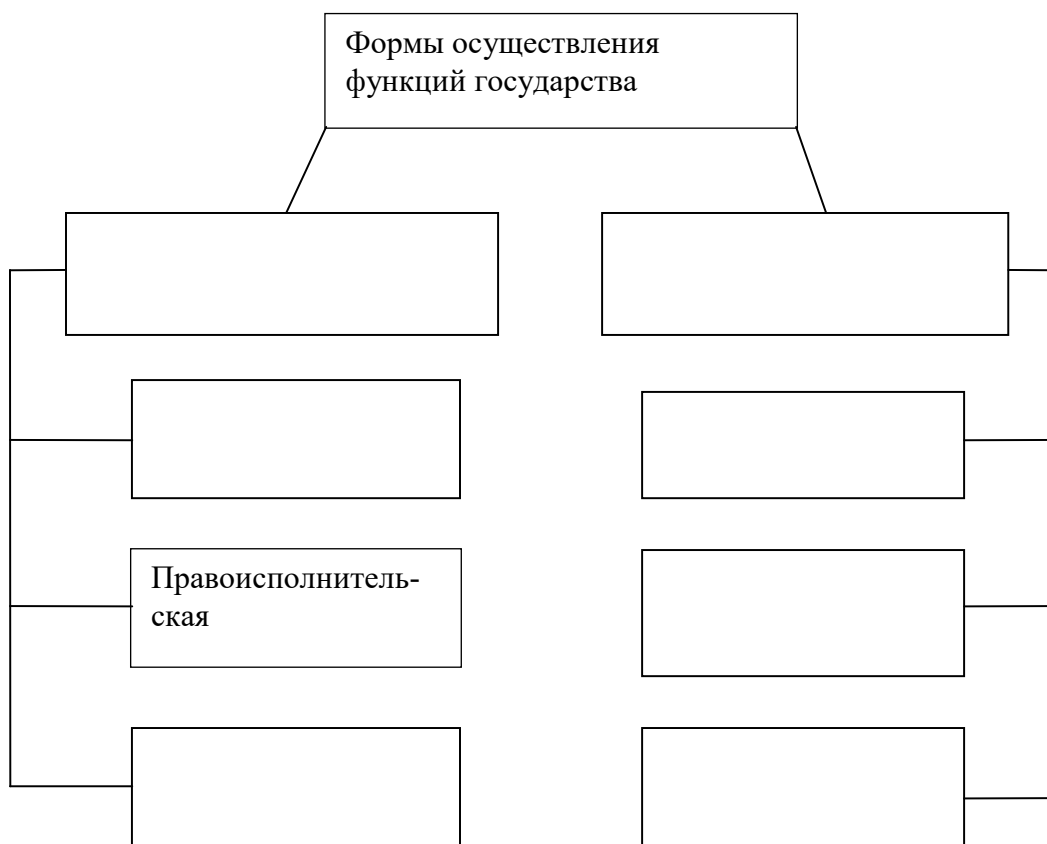 Формы осуществления
функций государства
Правоисполнитель-
ская